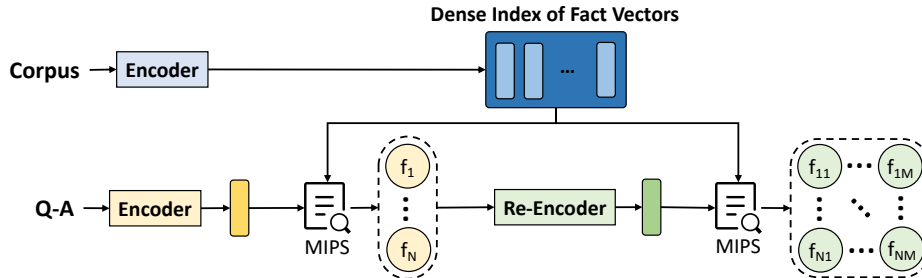 Dense Index of Fact Vectors
Corpus
Encoder
...
Q-A
Encoder
MIPS
f1
fN
Re-Encoder
MIPS
f11 ... f1M
fN1 ... fNM